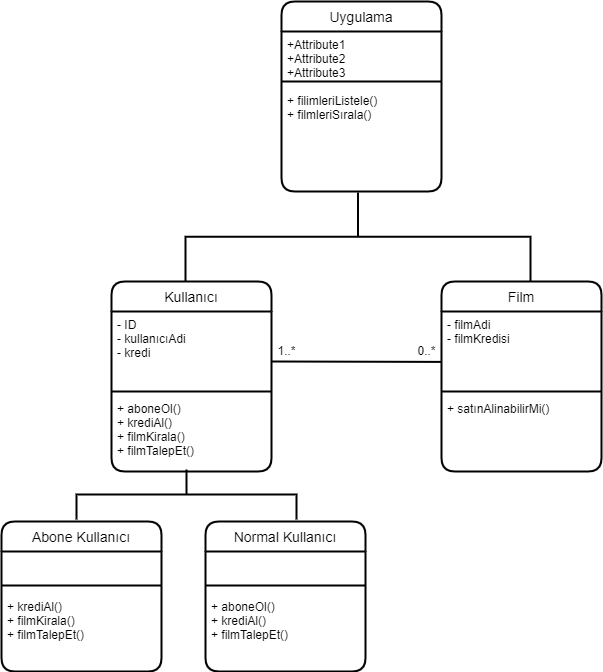 Uygulama
+Attribute1
+Attribute2
+Attribute3
+ filimleriListele()
+ filmleriSırala()
Kullanıcı
- ID
- kullanıcıAdi
- kredi
+ aboneOl()
+ krediAl()
+ filmKirala()
+ filmTalepEt()
1..*
0..*
Film
- filmAdi
- filmKredisi
+ satınAlinabilirMi()
Abone Kullanıcı
+ krediAl()
+ filmKirala()
+ filmTalepEt()
Normal Kullanıcı
+ aboneOl()
+ krediAl()
+ filmTalepEt()